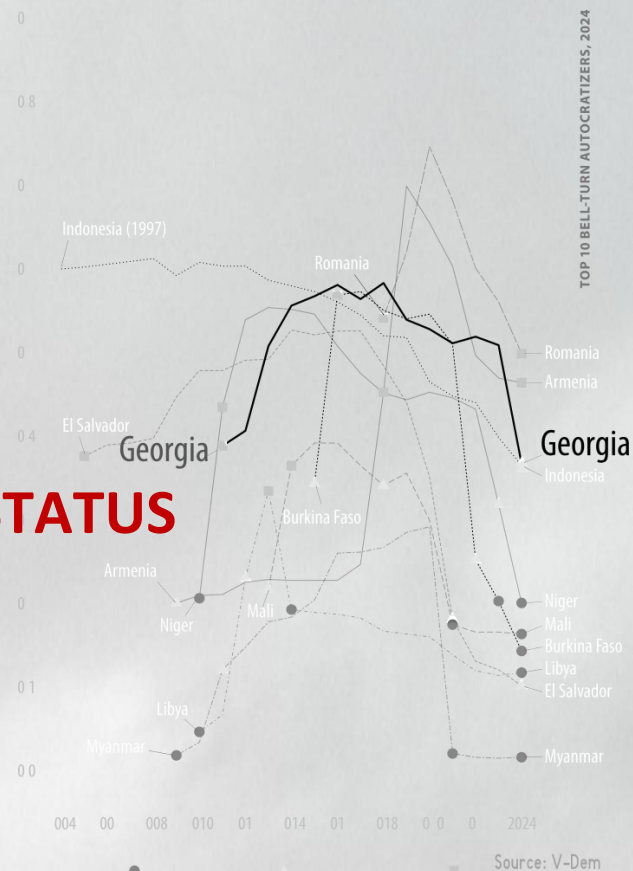 TOP 10 BELL-TURN AUTOCRATIZERS, 2024
0
0 8
0
0
0
0 4
0
0 1
0 0
Indonesia (1997)
Romania
El Salvador
Georgia
TATUS
Burkina Faso
Armenia
Niger
Mali
Libya
Myanmar
Romania
Armenia
Georgia
Indonesia
Niger
Mali
Burkina Faso
Libya
El Salvador
Myanmar
004 00 008 010 01 014 01 018 0 0 0 2024
Source: V-Dem